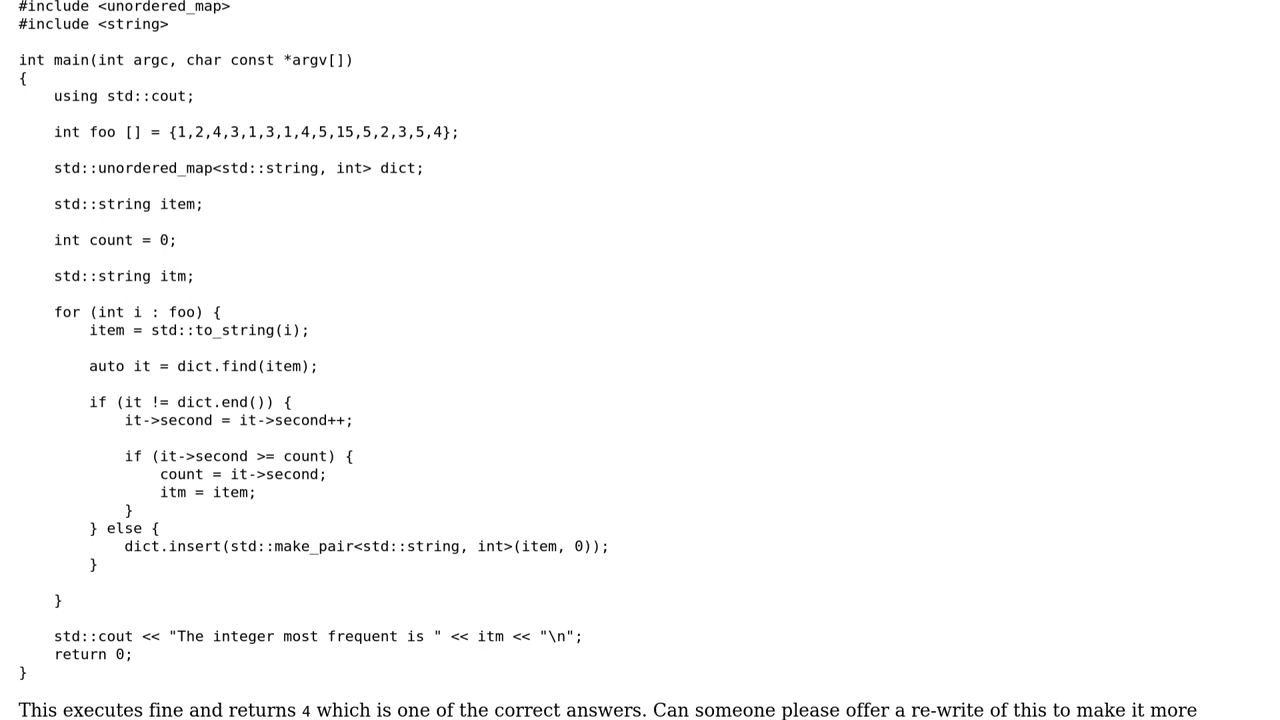 #include <unordered_map>
#include <string>
int main(int argc, char const *argv[])
{
using std::cout;
int foo [] = {1,2,4,3,1,3,1,4,5,15,5,2,3,5,4};
std::unordered_map<std::string, int> dict;
std::string item;
int count = 0;
std::string itm;
for (int i : foo) {
item = std::to_string(i);
auto it = dict.find(item);
if (it != dict.end()) {
it->second = it->second++;
if (it->second >= count) {
count = it->second;
itm = item;
}
} else {
dict.insert(std::make_pair<std::string, int>(item, 0));
}
}
std::cout << "The integer most frequent is " << itm << "\n";
return 0;
}
This executes fine and returns 4 which is one of the correct answers. Can someone please offer a re-write of this to make it more